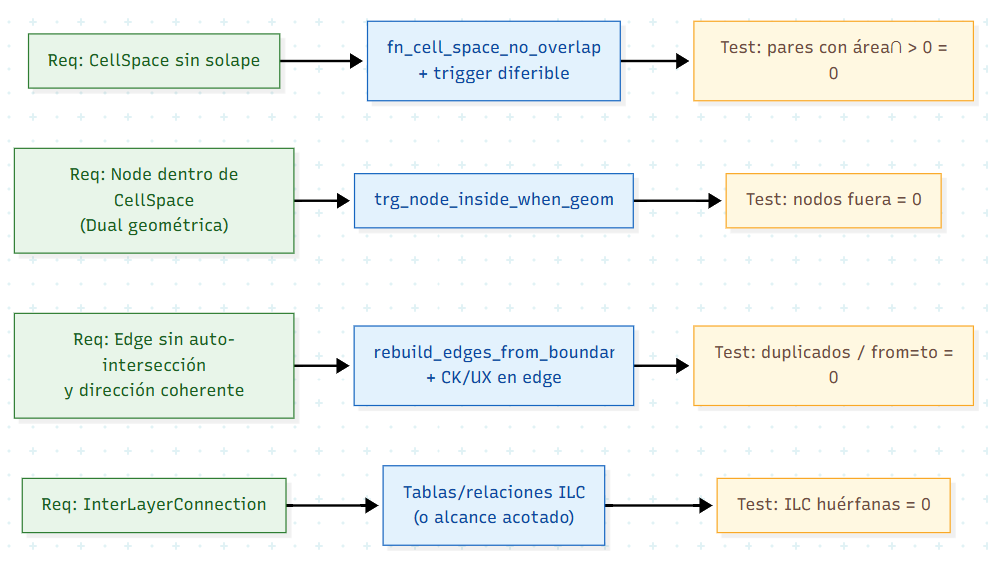 Req: CellSpace sin solape
fn_cell_space_no_overlap
+ trigger diferible
Test: pares con área∩ > 0 =
0
Req: Node dentro de
CellSpace
(Dual geométrica)
trg_node_inside_when_geom
Test: nodos fuera = 0
Req: Edge sin auto-
intersección
y dirección coherente
rebuild_edges_from_boundar
+ CK/UX en edge
Test: duplicados / from=to =
0
Req: InterLayerConnection
Tablas/relaciones ILC
(o alcance acotado)
Test: ILC huérfanas = 0